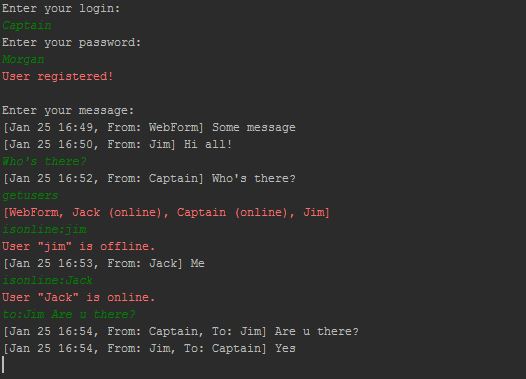 Enter your login:
Captain
Enter your password:
Morgan
User registered!
Enter your message:
[Jan 25 16:49, From: WebForm] Some message
[Jan 25 16:50, From: Jim] Hi all!
Who's there?
[Jan 25 16:52, From: Captain] Who's there?
getusers
[WebForm, Jack (online), Captain (online), Jim]
isonline:jim
User "jim" is offline.
[Jan 25 16:53, From: Jack] Me
isonline:Jack
User "Jack" is online.
to:Jim Are u there?
[Jan 25 16:54, From: Captain, To: Jim] Are u there?
[Jan 25 16:54, From: Jim, To: Captain] Yes